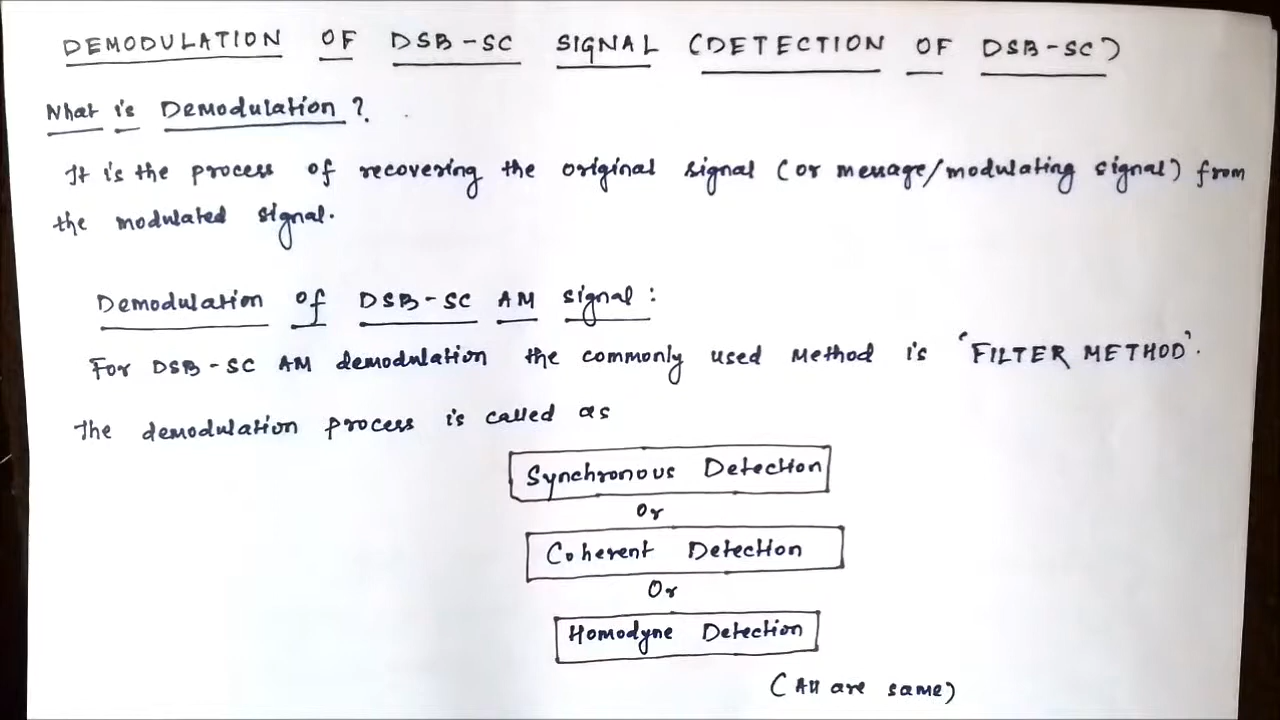 DEMODULATION OF DSB-SC SIGNAL (DETECTION OF DSB-SC)
What is Demodulation?
It is the process of recovering the original signal (or message/modulating signal) from
the modulated signal.
Demodulation of DSB-SC AM signal:
For DSB-SC AM demodulation the commonly used Method is 'FILTER METHOD'.
The demodulation process is called as
Synchronous Detection
Or
Coherent Detection
Or
Homodyne Detection
(All are same)